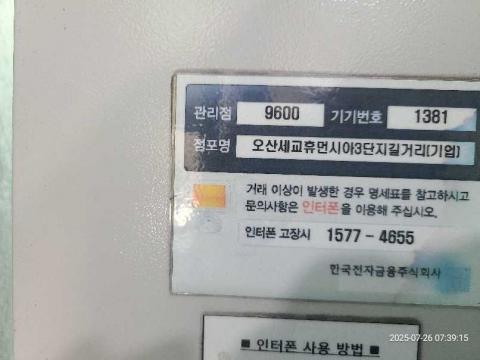 관리점 9600 기기번호 1381
점포명 오산세교휴먼시아3단지길거리(기업)
거래 이상이 발생한 경우 명세표를 참고하시고
문의사항은 인터폰을 이용해 주십시오.
인터폰 고장시 1577 - 4655
한국전자금융주식회사
■ 인터폰 사용 방법 ■
2025-07-26 07:39:15